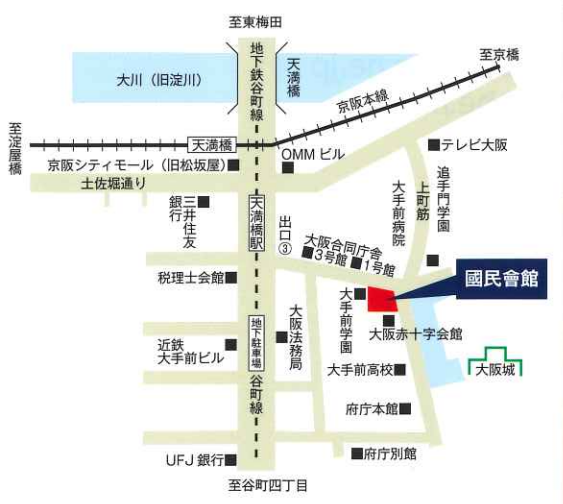 至東梅田
地下鉄谷町線
天満橋
至京橋
大川（旧淀川）
京阪本線
至淀屋橋
天満橋
OMMビル
テレビ大阪
京阪シティモール（旧松坂屋）
土佐堀通り
追手門学園
上町筋
大手前病院
三井住友
銀行
天満橋駅
出口③
大阪合同庁舎
3号館
1号館
國民會館
税理士会館
大手前学園
大阪赤十字会館
大阪法務局
地下駐車場
近鉄
大手前ビル
大手前高校
大阪城
谷町線
府庁本館
府庁別館
UFJ銀行
至谷町四丁目